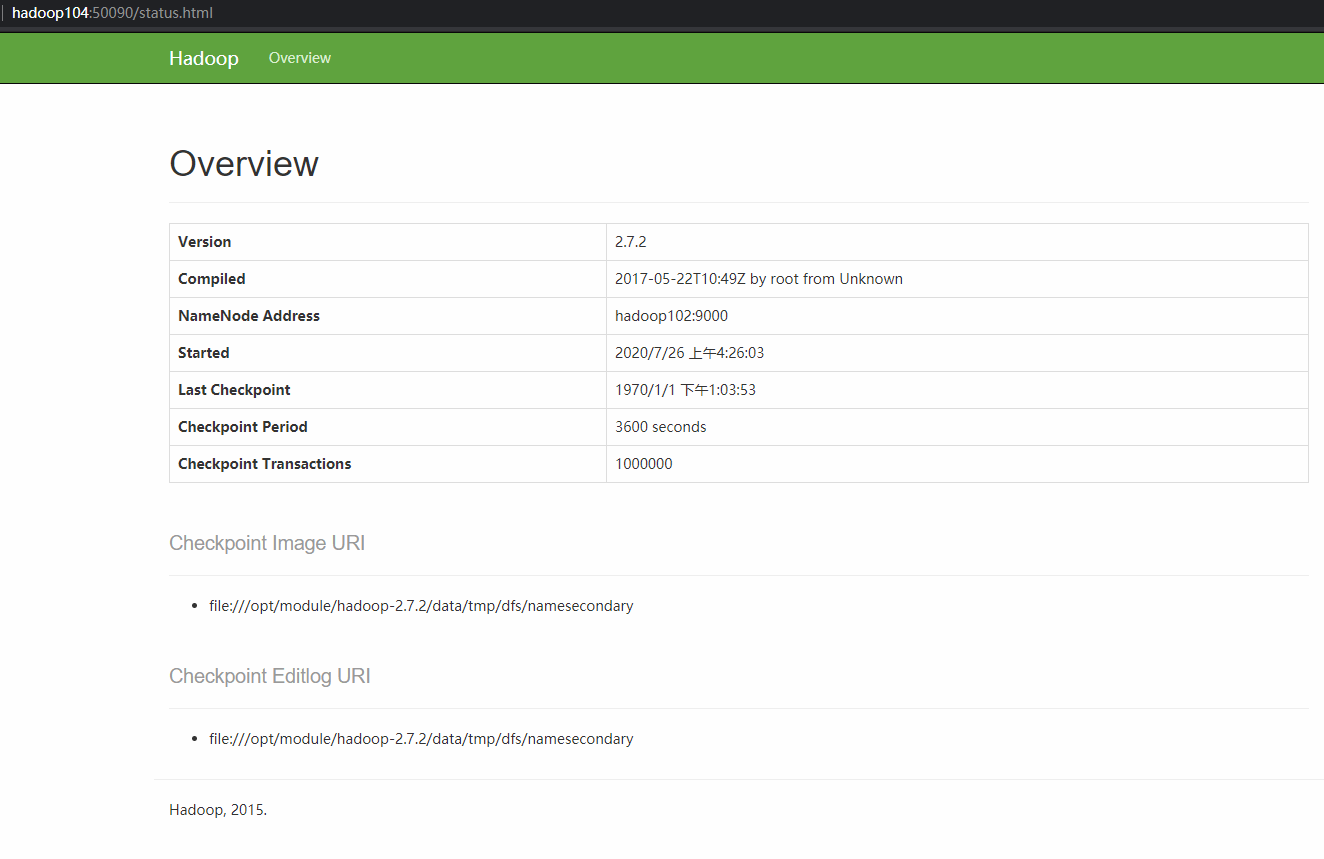 hadoop104:50090/status.html
Hadoop Overview
Overview
Version 2.7.2
Compiled 2017-05-22T10:49Z by root from Unknown
NameNode Address hadoop102:9000
Started 2020/7/26 上午4:26:03
Last Checkpoint 1970/1/1 下午1:03:53
Checkpoint Period 3600 seconds
Checkpoint Transactions 1000000
Checkpoint Image URI
• file:///opt/module/hadoop-2.7.2/data/tmp/dfs/namesecondary
Checkpoint Editlog URI
• file:///opt/module/hadoop-2.7.2/data/tmp/dfs/namesecondary
Hadoop, 2015.